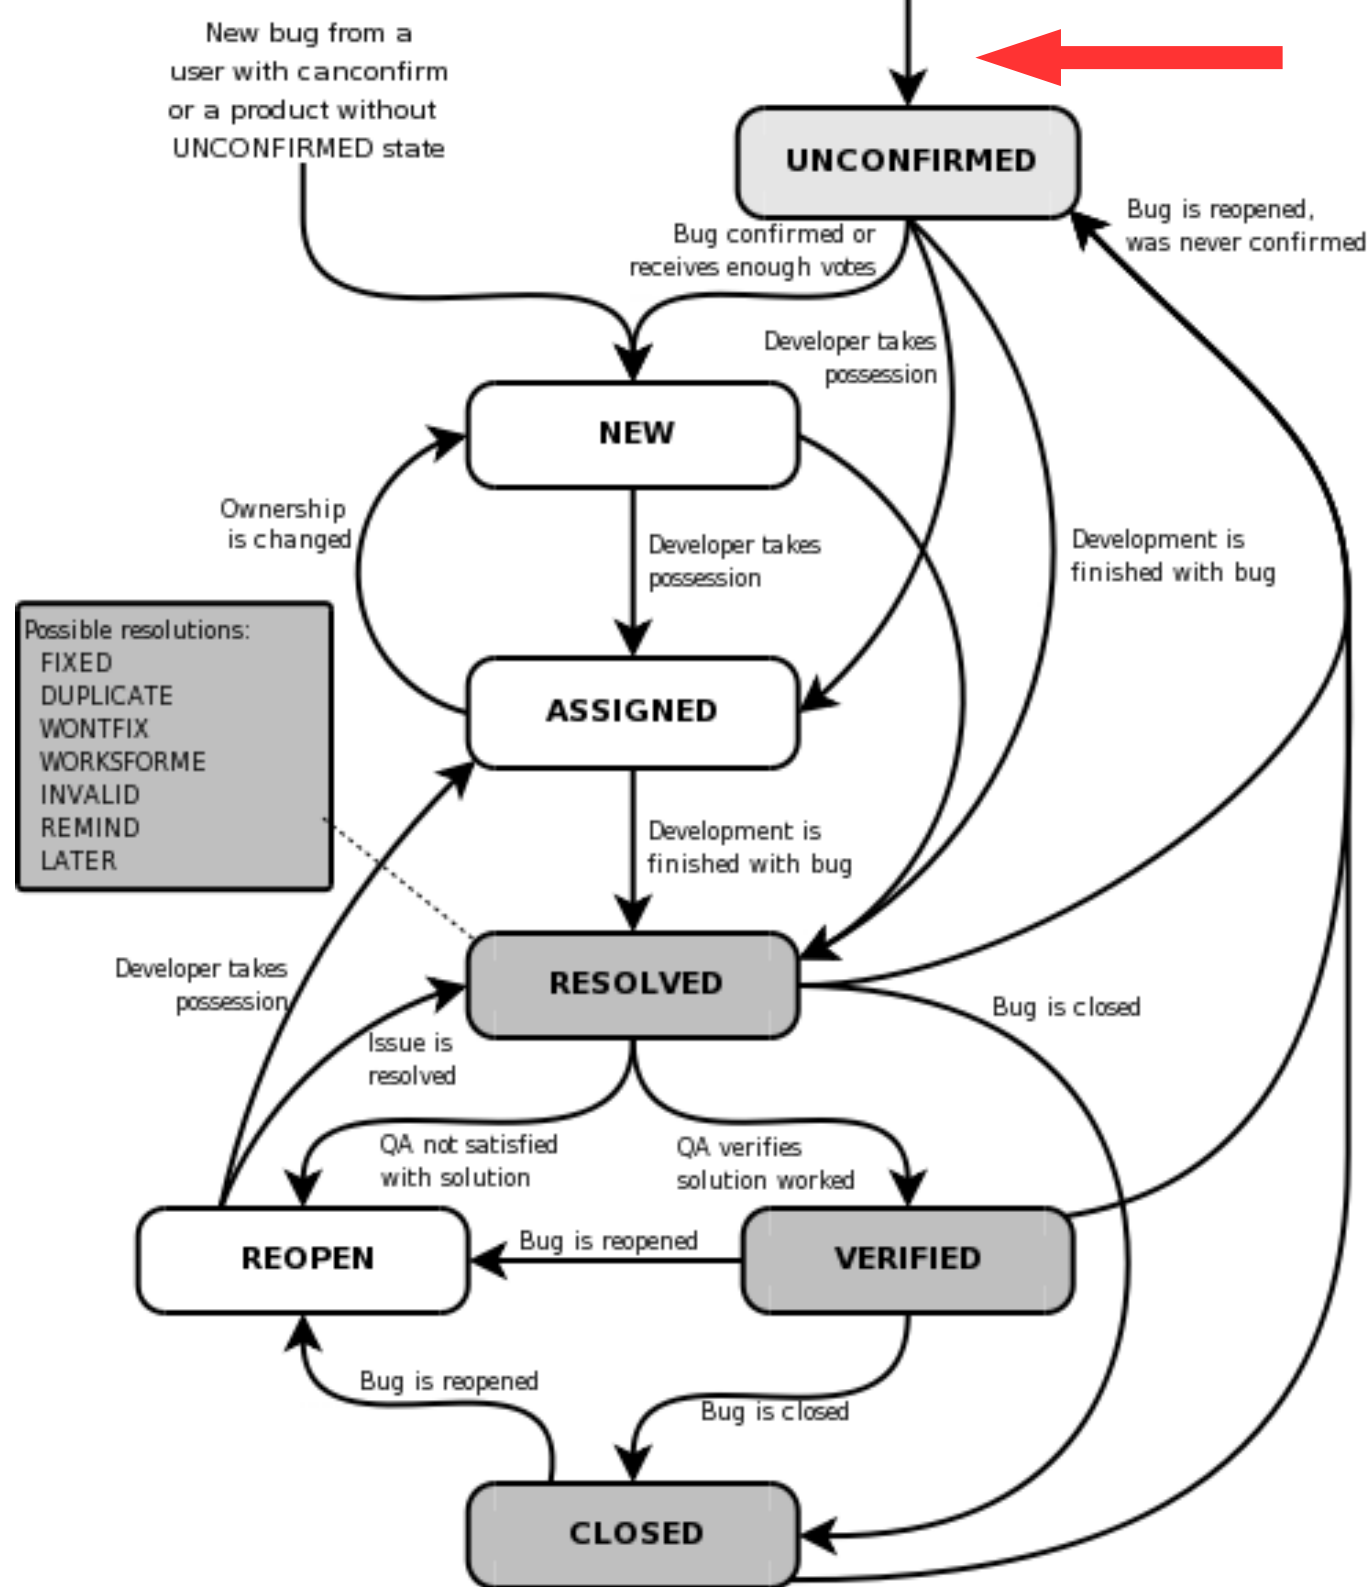 New bug from a
user with canconfirm
or a product without
UNCONFIRMED state
UNCONFIRMED
Bug is reopened,
was never confirmed
Bug confirmed or
receives enough votes
Developer takes
possession
NEW
Ownership
is changed
Developer takes
possession
Development is
finished with bug
Possible resolutions:
FIXED
DUPLICATE
WONTFIX
WORKSFORME
INVALID
REMIND
LATER
ASSIGNED
Development is
finished with bug
RESOLVED
Developer takes
possession
Issue is
resolved
Bug is closed
QA not satisfied
with solution
QA verifies
solution worked
REOPEN
Bug is reopened
VERIFIED
Bug is reopened
Bug is closed
CLOSED